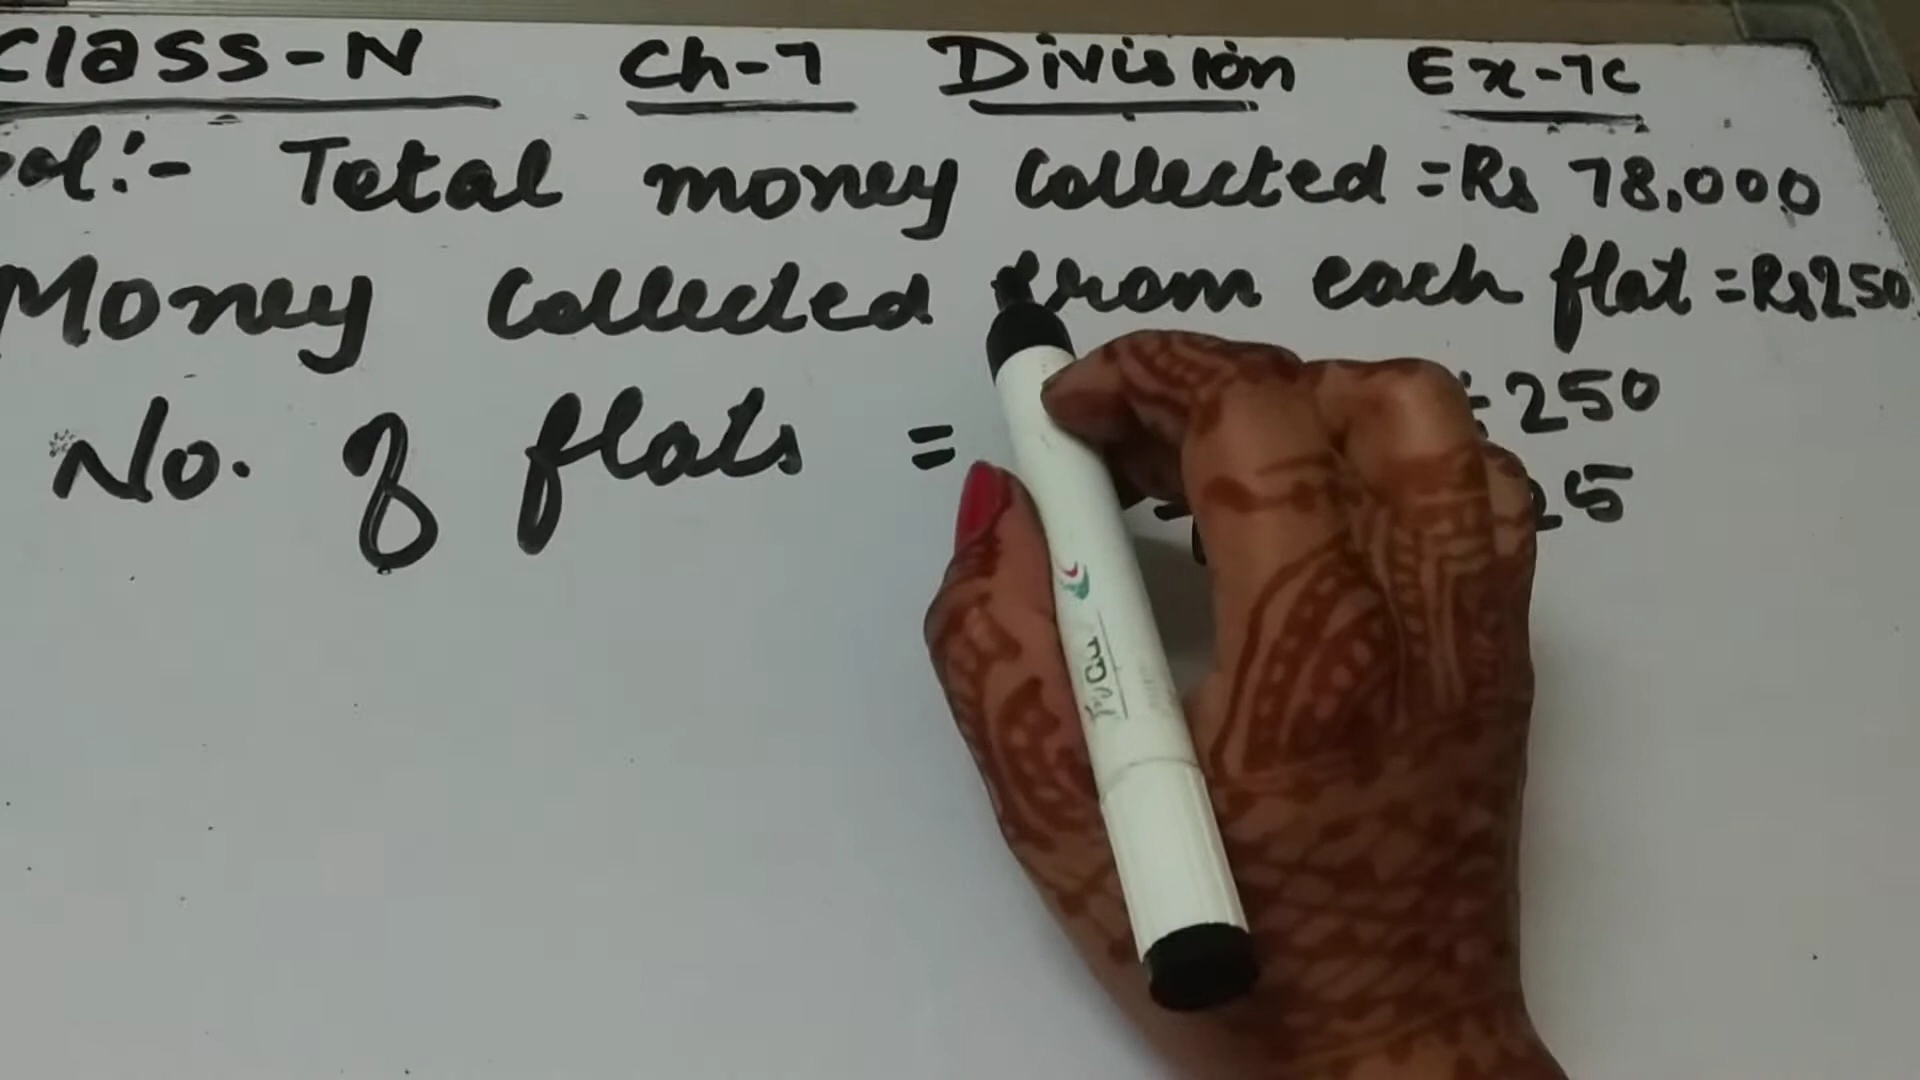 Class-IV Ch-7 Division Ex-7C
Sol:- Total money collected = Rs 78,000
Money collected from each flat = Rs 250
No. of flats = ÷ 250
= 25